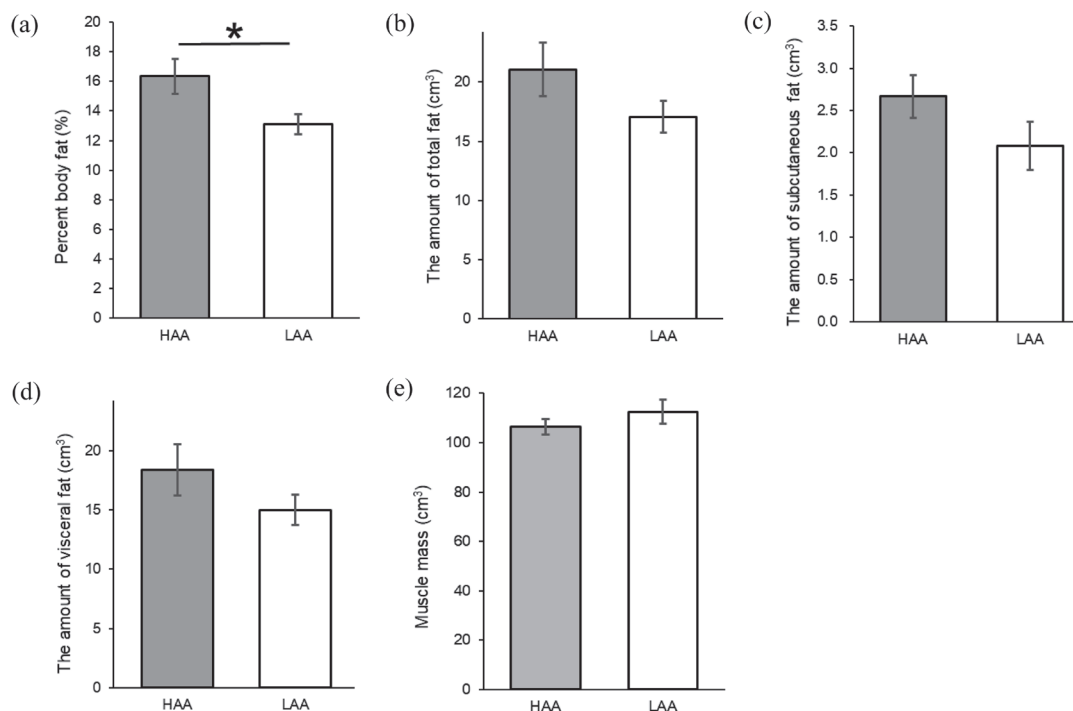 (a)
*
Percent body fat (%)
20
18
16
14
12
10
8
6
4
2
0
HAA
LAA
(b)
The amount of total fat (cm³)
20
15
10
5
0
HAA
LAA
(c)
The amount of subcutaneous fat (cm³)
3.5
3.0
2.5
2.0
1.5
1.0
0.5
0.0
HAA
LAA
(d)
The amount of visceral fat (cm³)
20
15
10
5
0
HAA
LAA
(e)
Muscle mass (cm³)
120
100
80
60
40
20
0
HAA
LAA